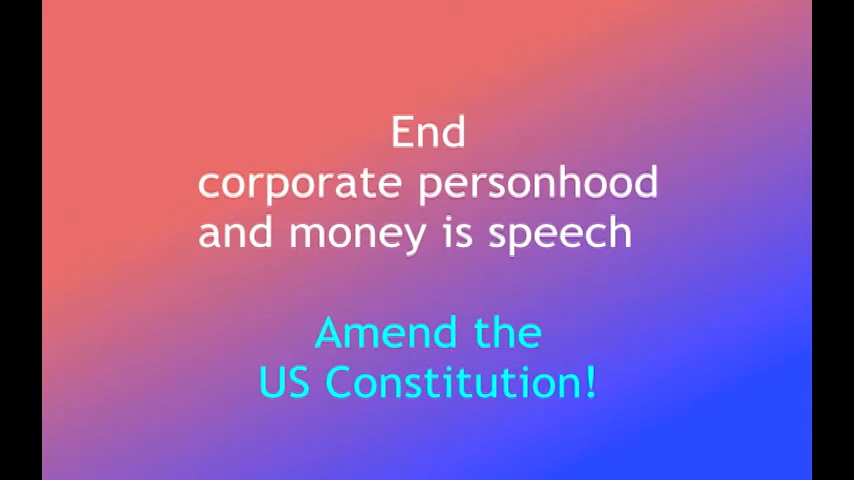 End
corporate personhood
and money is speech
Amend the
US Constitution!